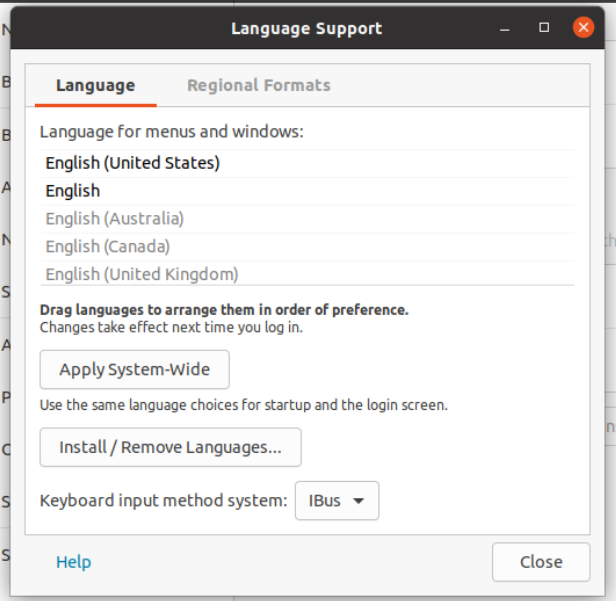 Language Support
Language
Regional Formats
Language for menus and windows:
English (United States)
English
English (Australia)
English (Canada)
English (United Kingdom)
Drag languages to arrange them in order of preference.
Changes take effect next time you log in.
Apply System-Wide
Use the same language choices for startup and the login screen.
Install / Remove Languages...
Keyboard input method system: IBus
Help
Close